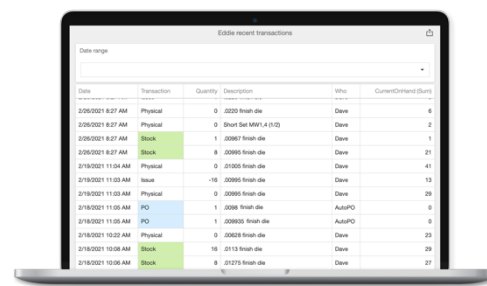 Eddie recent transactions
Date range
Date Transaction Quantity Description Who CurrentOnHand (Sum)
2/26/2021 8:27 AM Physical 0 .0220 finish die Dave 6
2/26/2021 8:27 AM Physical 0 Short Set MW1,4 (1/2) Dave 2
2/26/2021 8:27 AM Stock 1 .00967 finish die Dave 1
2/26/2021 8:27 AM Stock 8 .00995 finish die Dave 21
2/19/2021 11:04 AM Physical 0 .01005 finish die Dave 41
2/19/2021 11:03 AM Issue -16 .00995 finish die Dave 13
2/19/2021 11:03 AM Physical 0 .00995 finish die Dave 29
2/18/2021 11:05 AM PO 1 .0098 finish die AutoPO 0
2/18/2021 11:05 AM PO 1 .009935 finish die AutoPO 0
2/18/2021 10:22 AM Physical 0 .00628 finish die Dave 23
2/18/2021 10:08 AM Stock 16 .0113 finish die Dave 29
2/18/2021 10:06 AM Stock 8 .01275 finish die Dave 27